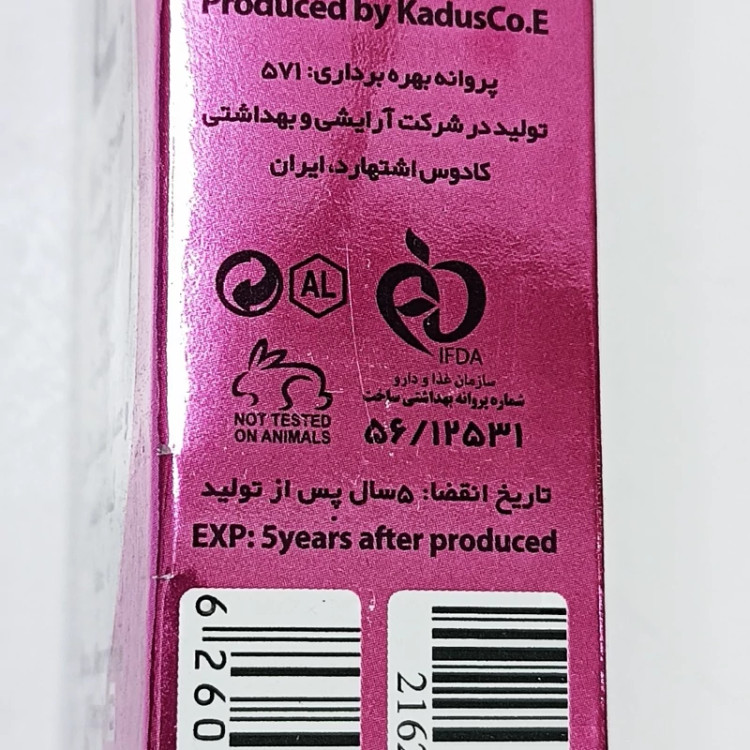 Produced by KadusCo.E
پروانه بهره برداری: ۵۷۱
تولید در شرکت آرایشی و بهداشتی
کادوس اشتهارد، ایران
AL
IFDA
سازمان غذا و دارو
شماره پروانه بهداشتی ساخت
۵۶/۱۲۵۳۱
NOT TESTED
ON ANIMALS
تاریخ انقضا: ۵سال پس از تولید
EXP: 5years after produced
6 260
2162